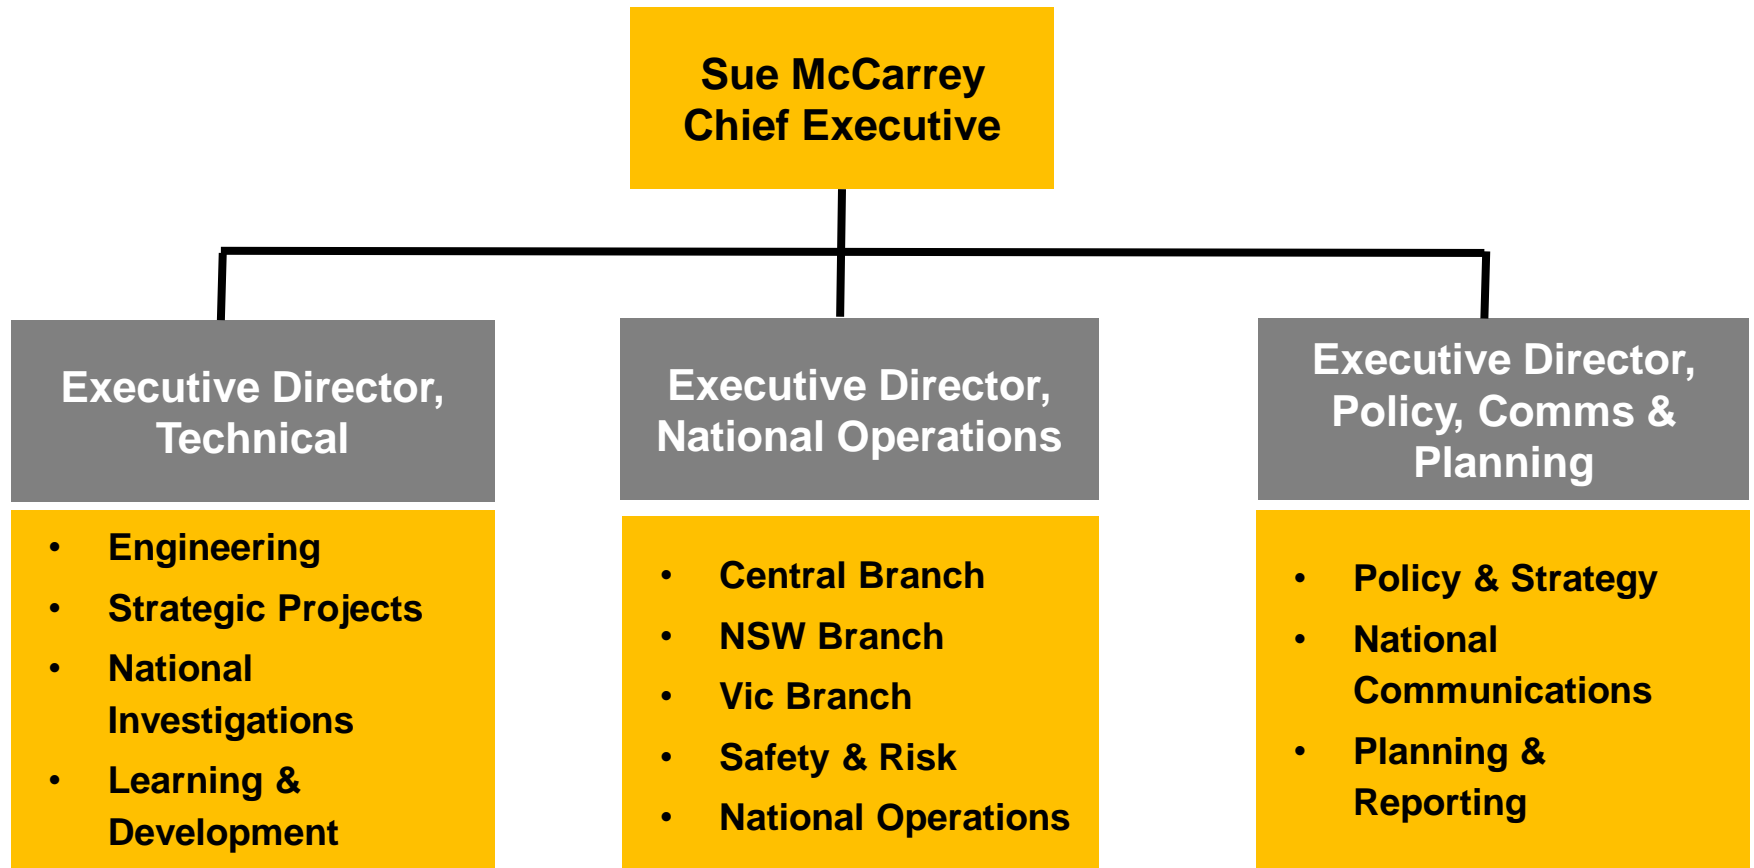 Sue McCarrey
Chief Executive
Executive Director,
Technical
• Engineering
• Strategic Projects
• National
Investigations
• Learning &
Development
Executive Director,
National Operations
• Central Branch
• NSW Branch
• Vic Branch
• Safety & Risk
• National Operations
Executive Director,
Policy, Comms &
Planning
• Policy & Strategy
• National
Communications
• Planning &
Reporting